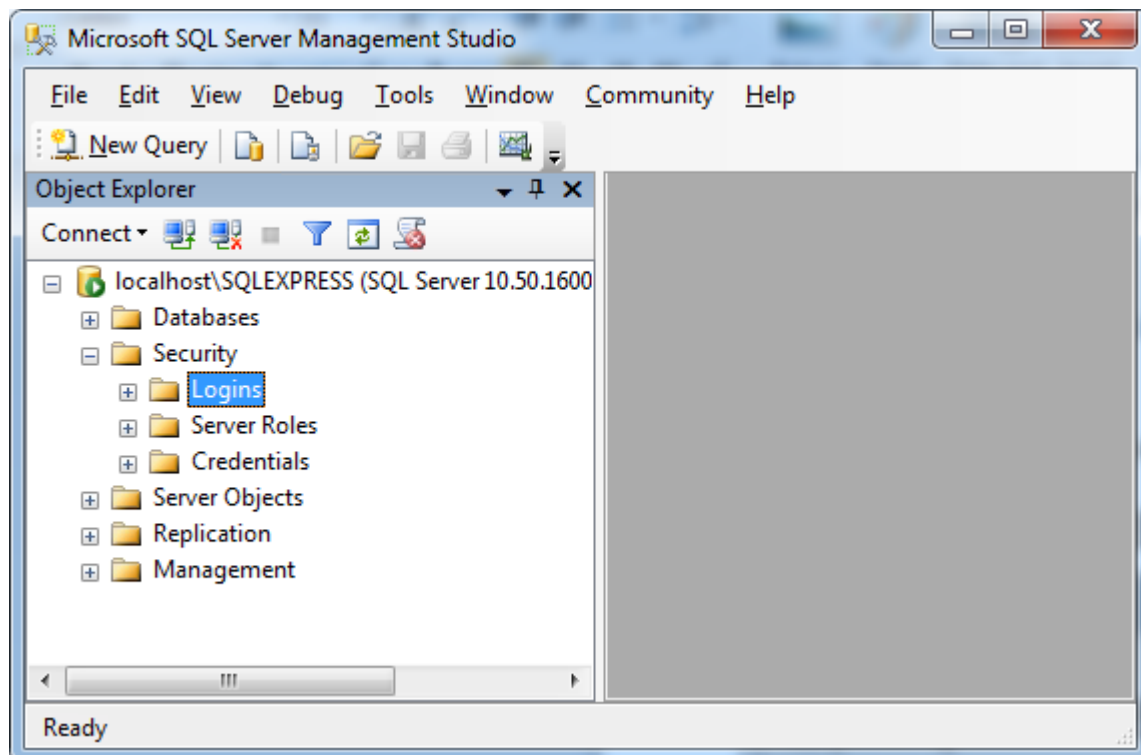 Microsoft SQL Server Management Studio
File Edit View Debug Tools Window Community Help
New Query
Object Explorer
Connect
localhost\SQLEXPRESS (SQL Server 10.50.1600
Databases
Security
Logins
Server Roles
Credentials
Server Objects
Replication
Management
Ready